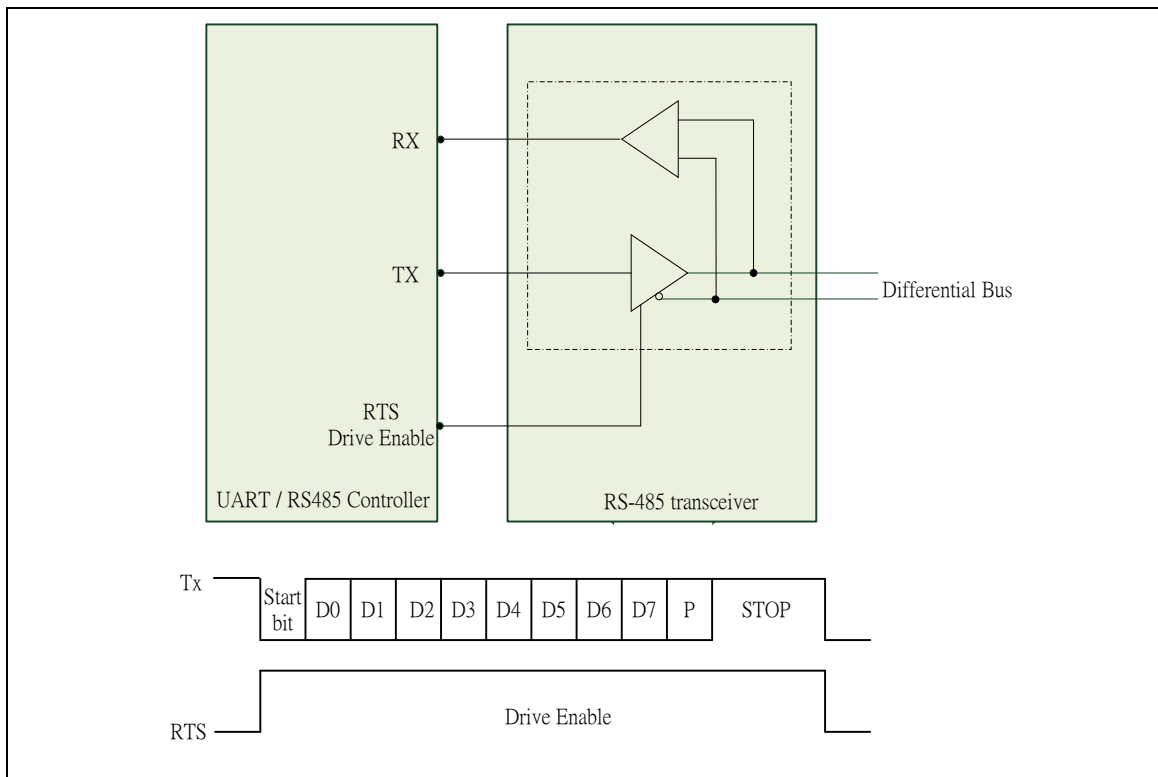 RX
TX
Differential Bus
RTS
Drive Enable
UART / RS485 Controller
RS-485 transceiver
Tx
Start
bit
D0
D1
D2
D3
D4
D5
D6
D7
P
STOP
RTS
Drive Enable